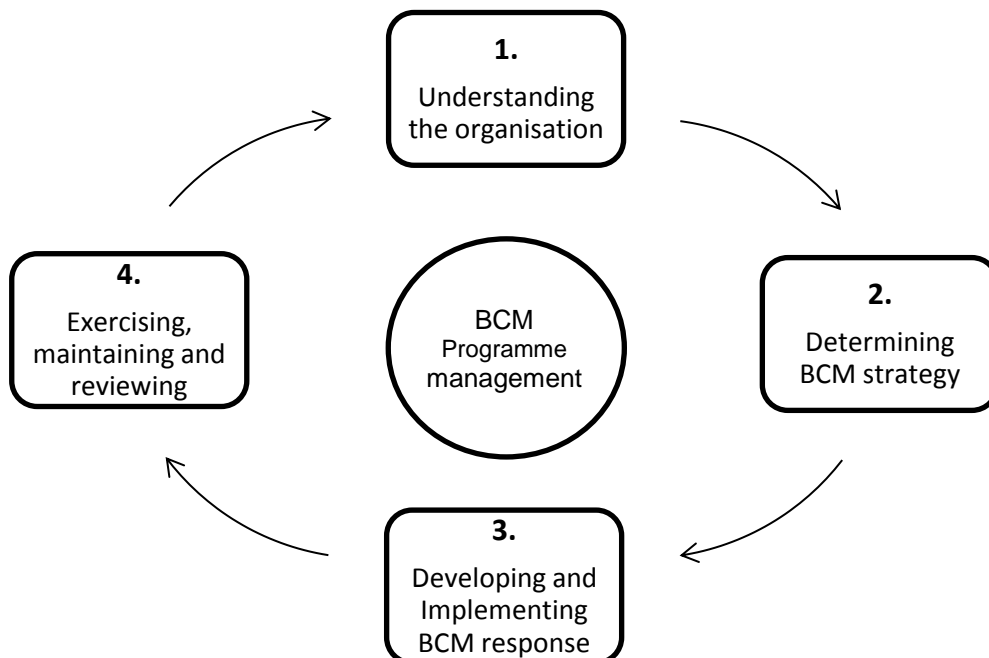 1.
Understanding
the organisation
2.
Determining
BCM strategy
3.
Developing and
Implementing
BCM response
4.
Exercising,
maintaining and
reviewing
BCM
Programme
management